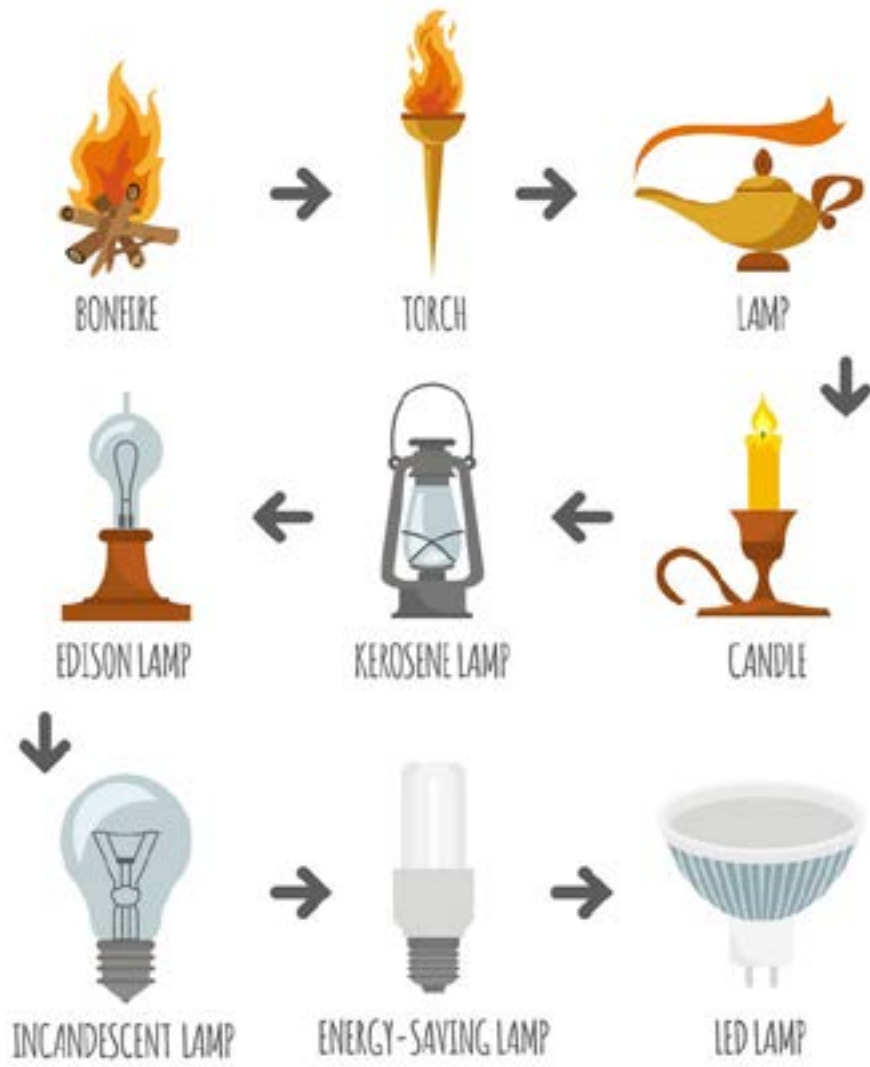 BONFIRE
TORCH
LAMP
EDISON LAMP
KEROSENE LAMP
CANDLE
INCANDESCENT LAMP
ENERGY-SAVING LAMP
LED LAMP